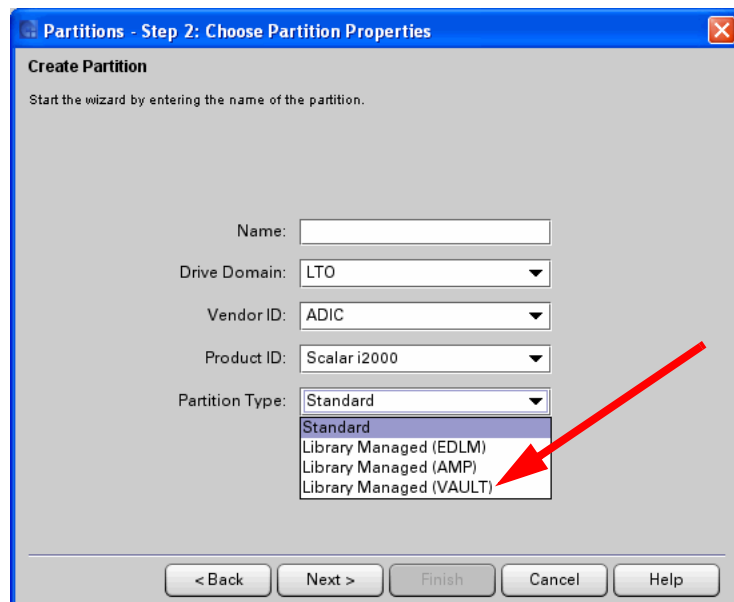 Partitions - Step 2: Choose Partition Properties
Create Partition
Start the wizard by entering the name of the partition.
Name:
Drive Domain: LTO
Vendor ID: ADIC
Product ID: Scalar i2000
Partition Type: Standard
Standard
Library Managed (EDLM)
Library Managed (AMP)
Library Managed (VAULT)
< Back Next > Finish Cancel Help